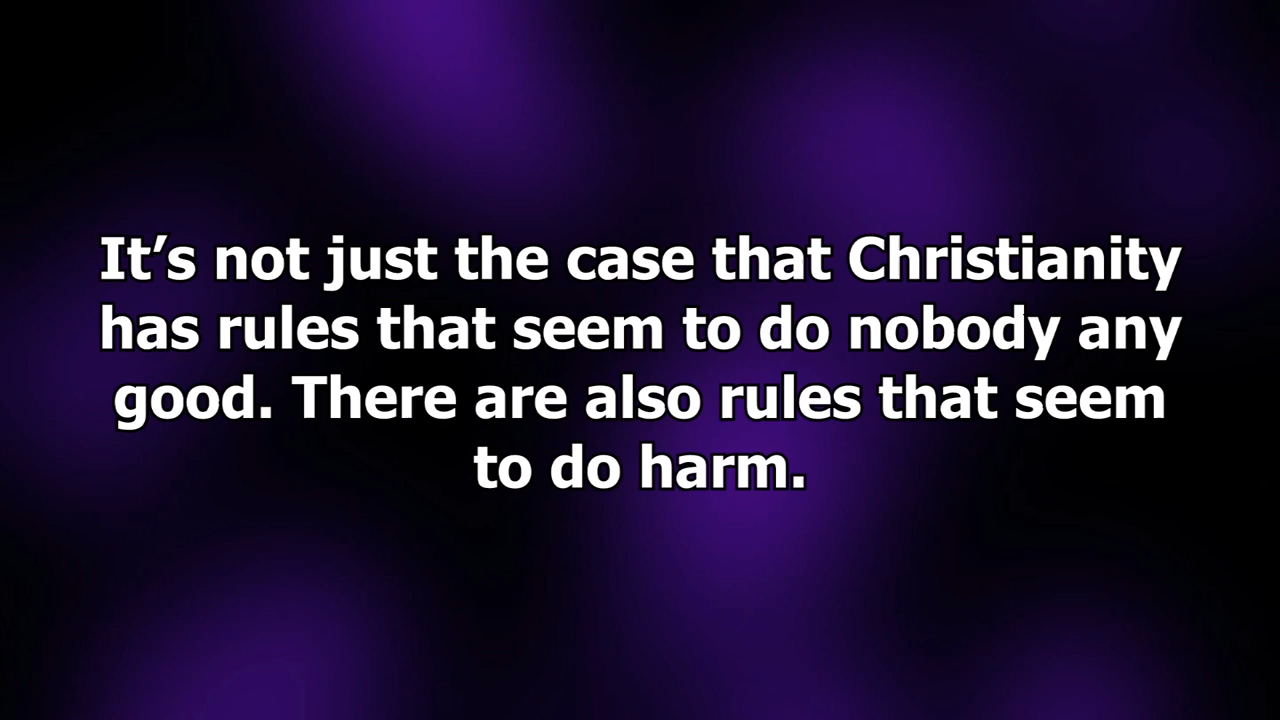 It’s not just the case that Christianity
has rules that seem to do nobody any
good. There are also rules that seem
to do harm.